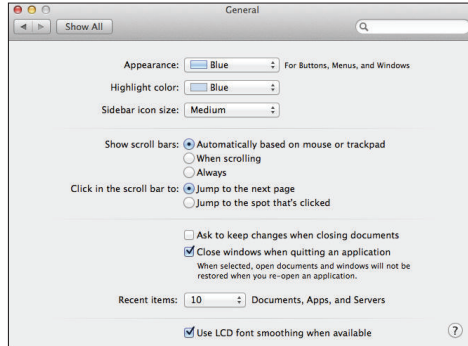 General
Show All
Appearance: Blue For Buttons, Menus, and Windows
Highlight color: Blue
Sidebar icon size: Medium
Show scroll bars: Automatically based on mouse or trackpad
When scrolling
Always
Click in the scroll bar to: Jump to the next page
Jump to the spot that's clicked
Ask to keep changes when closing documents
Close windows when quitting an application
When selected, open documents and windows will not be
restored when you re-open an application.
Recent items: 10 Documents, Apps, and Servers
Use LCD font smoothing when available
?